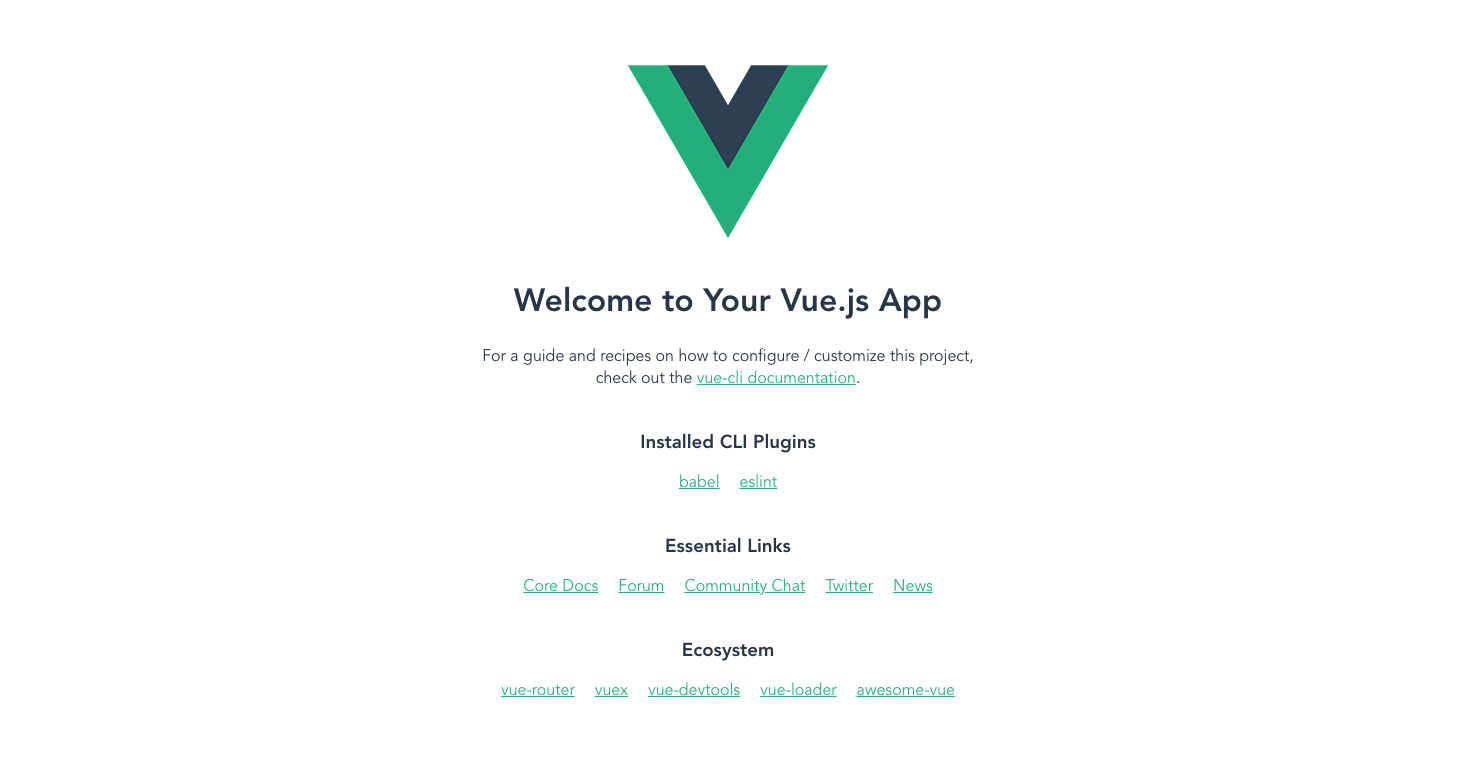 Welcome to Your Vue.js App
For a guide and recipes on how to configure / customize this project,
check out the vue-cli documentation.
Installed CLI Plugins
babel eslint
Essential Links
Core Docs Forum Community Chat Twitter News
Ecosystem
vue-router vuex vue-devtools vue-loader awesome-vue